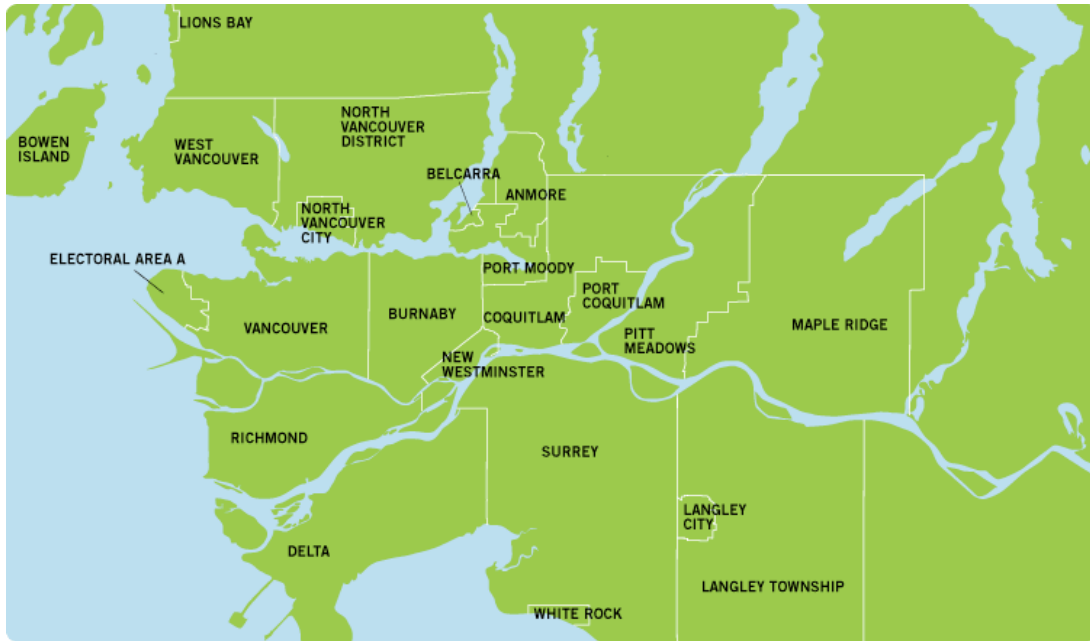 LIONS BAY
BOWEN
ISLAND
WEST
VANCOUVER
NORTH
VANCOUVER
DISTRICT
BELCARRA
ANMORE
NORTH
VANCOUVER
CITY
ELECTORAL AREA A
PORT MOODY
VANCOUVER
BURNABY
COQUITLAM
PORT
COQUITLAM
PITT
MEADOWS
MAPLE RIDGE
NEW
WESTMINSTER
RICHMOND
SURREY
LANGLEY
CITY
DELTA
LANGLEY TOWNSHIP
WHITE ROCK